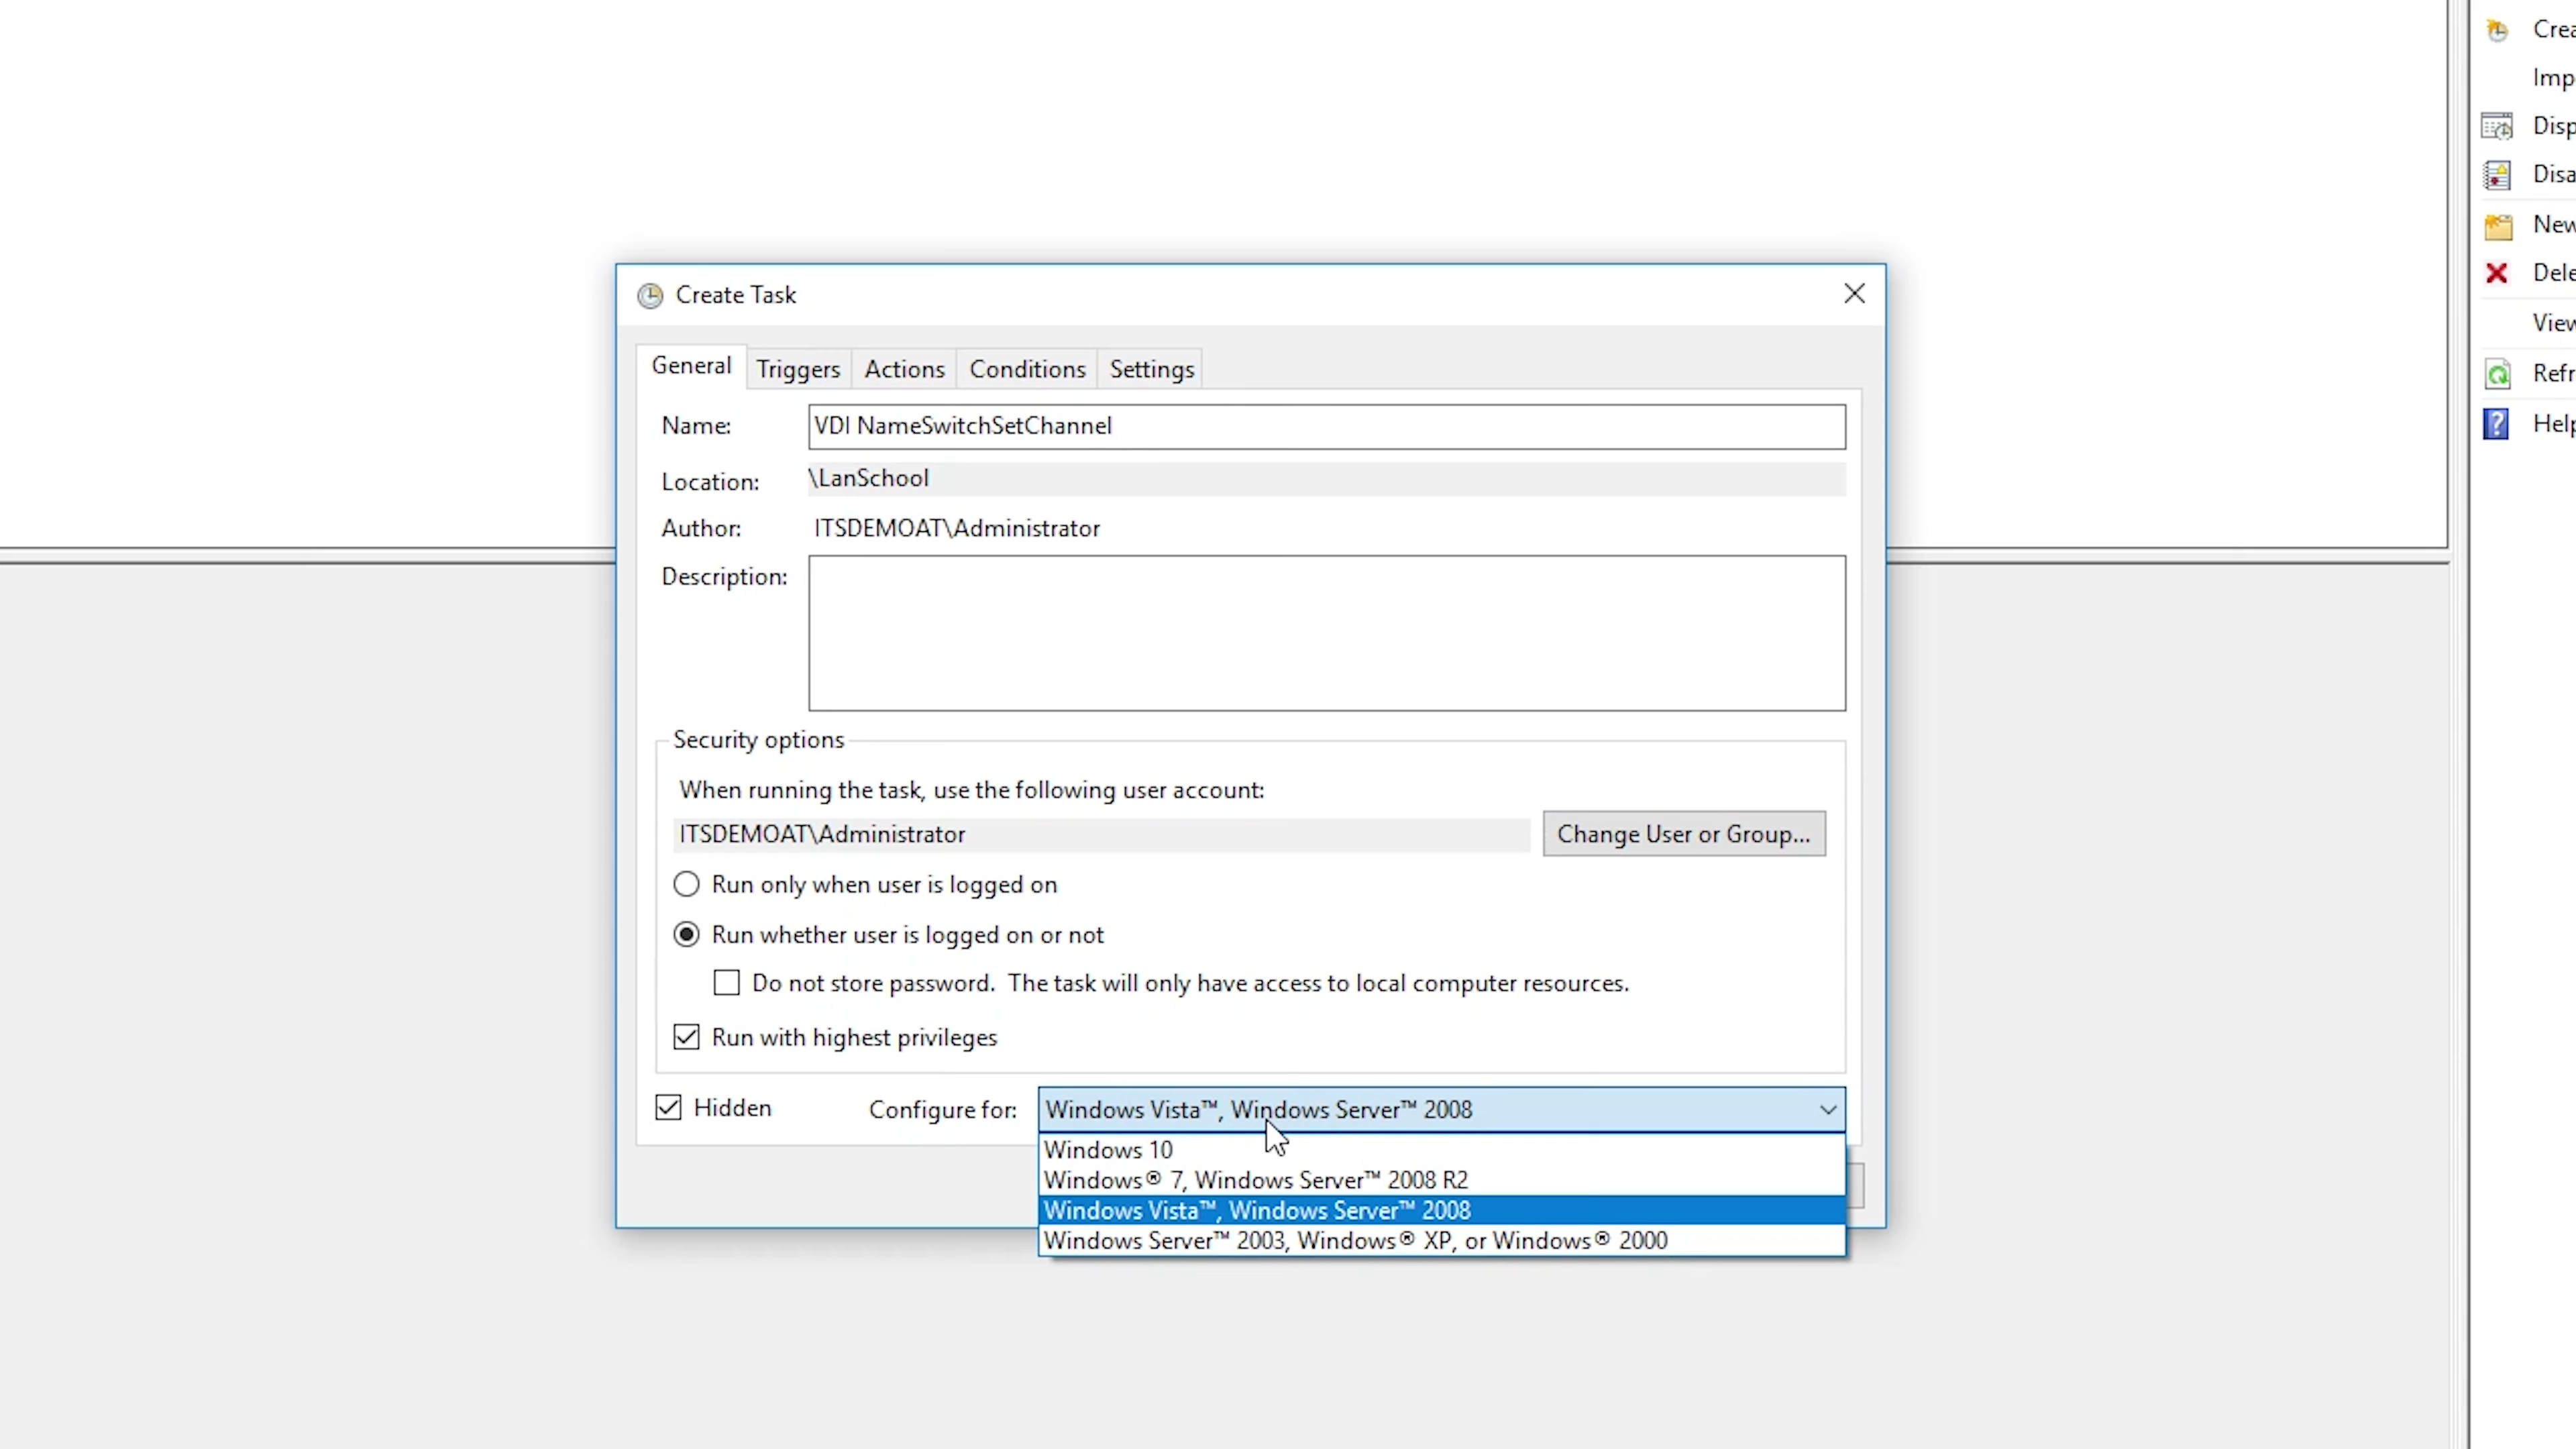 Create Task
General Triggers Actions Conditions Settings
Name: VDI NameSwitchSetChannel
Location: \LanSchool
Author: ITSDEMOAT\Administrator
Description:
Security options
When running the task, use the following user account:
ITSDEMOAT\Administrator Change User or Group...
Run only when user is logged on
Run whether user is logged on or not
Do not store password. The task will only have access to local computer resources.
Run with highest privileges
Hidden Configure for: Windows Vista™, Windows Server™ 2008
Windows 10
Windows® 7, Windows Server™ 2008 R2
Windows Vista™, Windows Server™ 2008
Windows Server™ 2003, Windows® XP, or Windows® 2000
Crea
Imp
Disp
Disa
New
Dele
View
Refr
Help